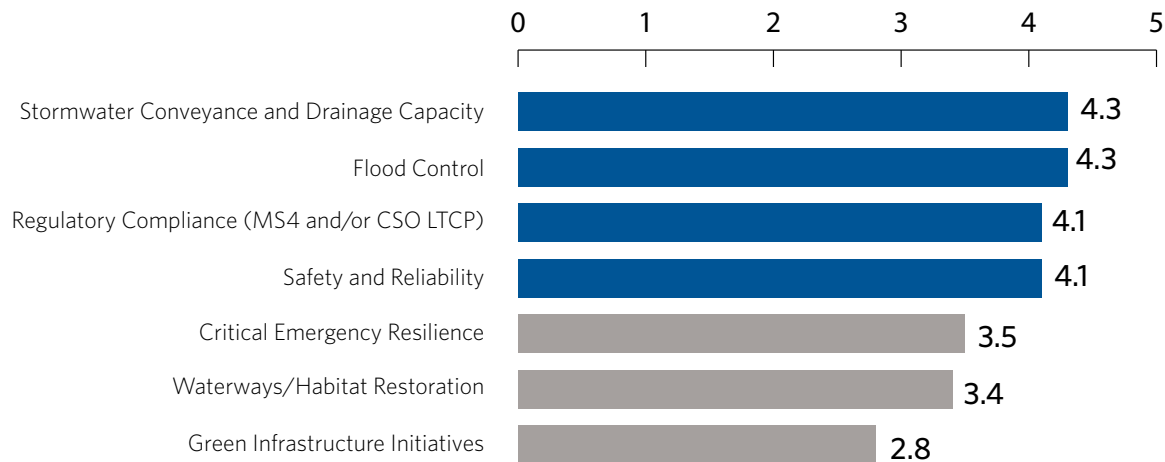 0 1 2 3 4 5
Stormwater Conveyance and Drainage Capacity 4.3
Flood Control 4.3
Regulatory Compliance (MS4 and/or CSO LTCP) 4.1
Safety and Reliability 4.1
Critical Emergency Resilience 3.5
Waterways/Habitat Restoration 3.4
Green Infrastructure Initiatives 2.8